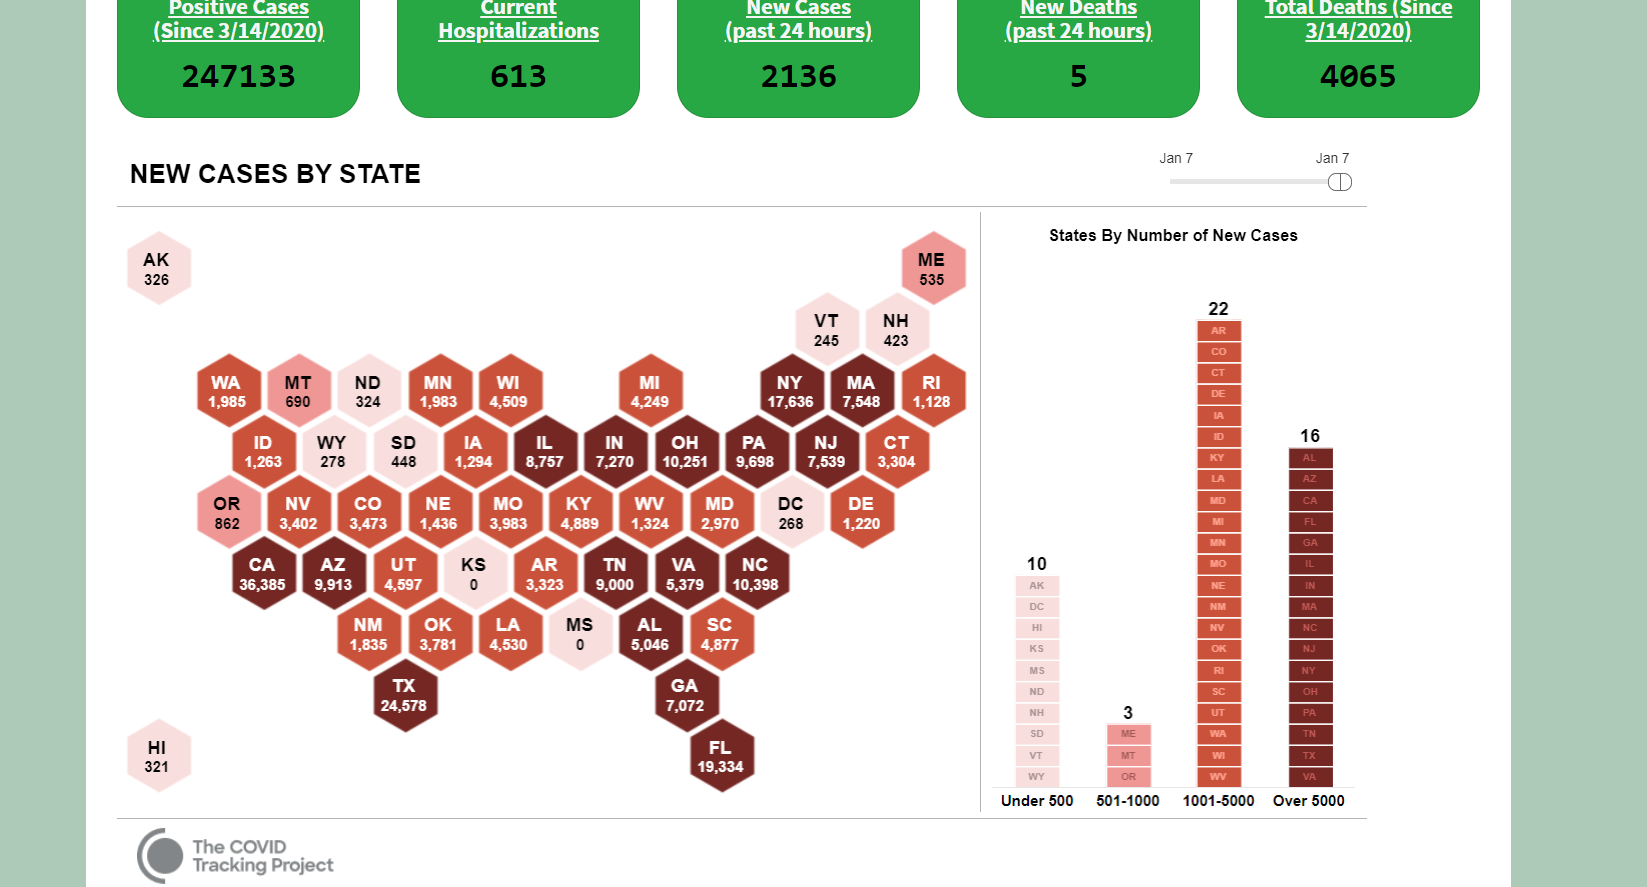 Positive Cases
(Since 3/14/2020)
247133
Current
Hospitalizations
613
New Cases
(past 24 hours)
2136
New Deaths
(past 24 hours)
5
Total Deaths (Since
3/14/2020)
4065
NEW CASES BY STATE
Jan 7
Jan 7
AK
326
ME
535
VT
245
NH
423
WA
1,985
MT
690
ND
324
MN
1,983
WI
4,509
MI
4,249
NY
17,636
MA
7,548
RI
1,128
ID
1,263
WY
278
SD
448
IA
1,294
IL
8,757
IN
7,270
OH
10,251
PA
9,698
NJ
7,539
CT
3,304
OR
862
NV
3,402
CO
3,473
NE
1,436
MO
3,983
KY
4,889
WV
1,324
MD
2,970
DC
268
DE
1,220
CA
36,385
AZ
9,913
UT
4,597
KS
0
AR
3,323
TN
9,000
VA
5,379
NC
10,398
NM
1,835
OK
3,781
LA
4,530
MS
0
AL
5,046
SC
4,877
TX
24,578
GA
7,072
HI
321
FL
19,334
States By Number of New Cases
10
AK
DC
HI
KS
MS
ND
NH
SD
VT
WY
Under 500
3
ME
MT
OR
501-1000
22
AR
CO
CT
DE
IA
ID
KY
LA
MD
MI
MN
MO
NE
NM
NV
OK
RI
SC
UT
WA
WI
WV
1001-5000
16
AL
AZ
CA
FL
GA
IL
IN
MA
NC
NJ
NY
OH
PA
TN
TX
VA
Over 5000
The COVID
Tracking Project